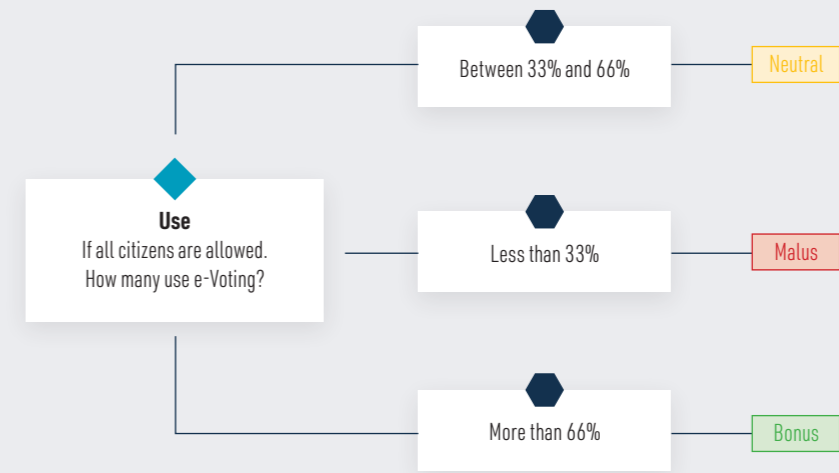 Between 33% and 66%
Neutral
Use
If all citizens are allowed.
How many use e-Voting?
Less than 33%
Malus
More than 66%
Bonus